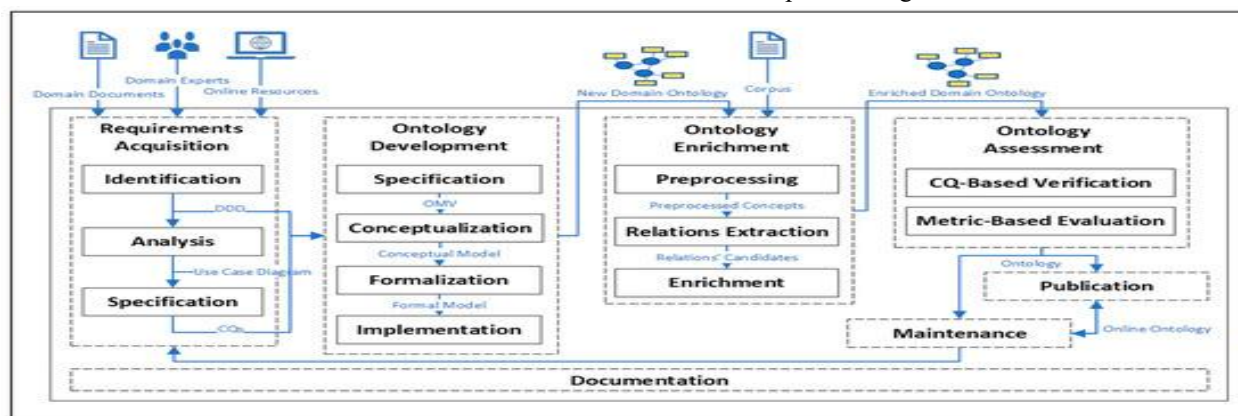 Domain Experts
Domain Documents
Online Resources
New Domain Ontology
Corpus
Enriched Domain Ontology
Requirements
Acquisition
Identification
DDD
Analysis
Use Case Diagram
Specification
CQs
Ontology
Development
Specification
OMV
Conceptualization
Conceptual Model
Formalization
Formal Model
Implementation
Ontology
Enrichment
Preprocessing
Preprocessed Concepts
Relations Extraction
Relations' Candidates
Enrichment
Ontology
Assessment
CQ-Based Verification
Metric-Based Evaluation
Ontology
Publication
Maintenance
Online Ontology
Documentation